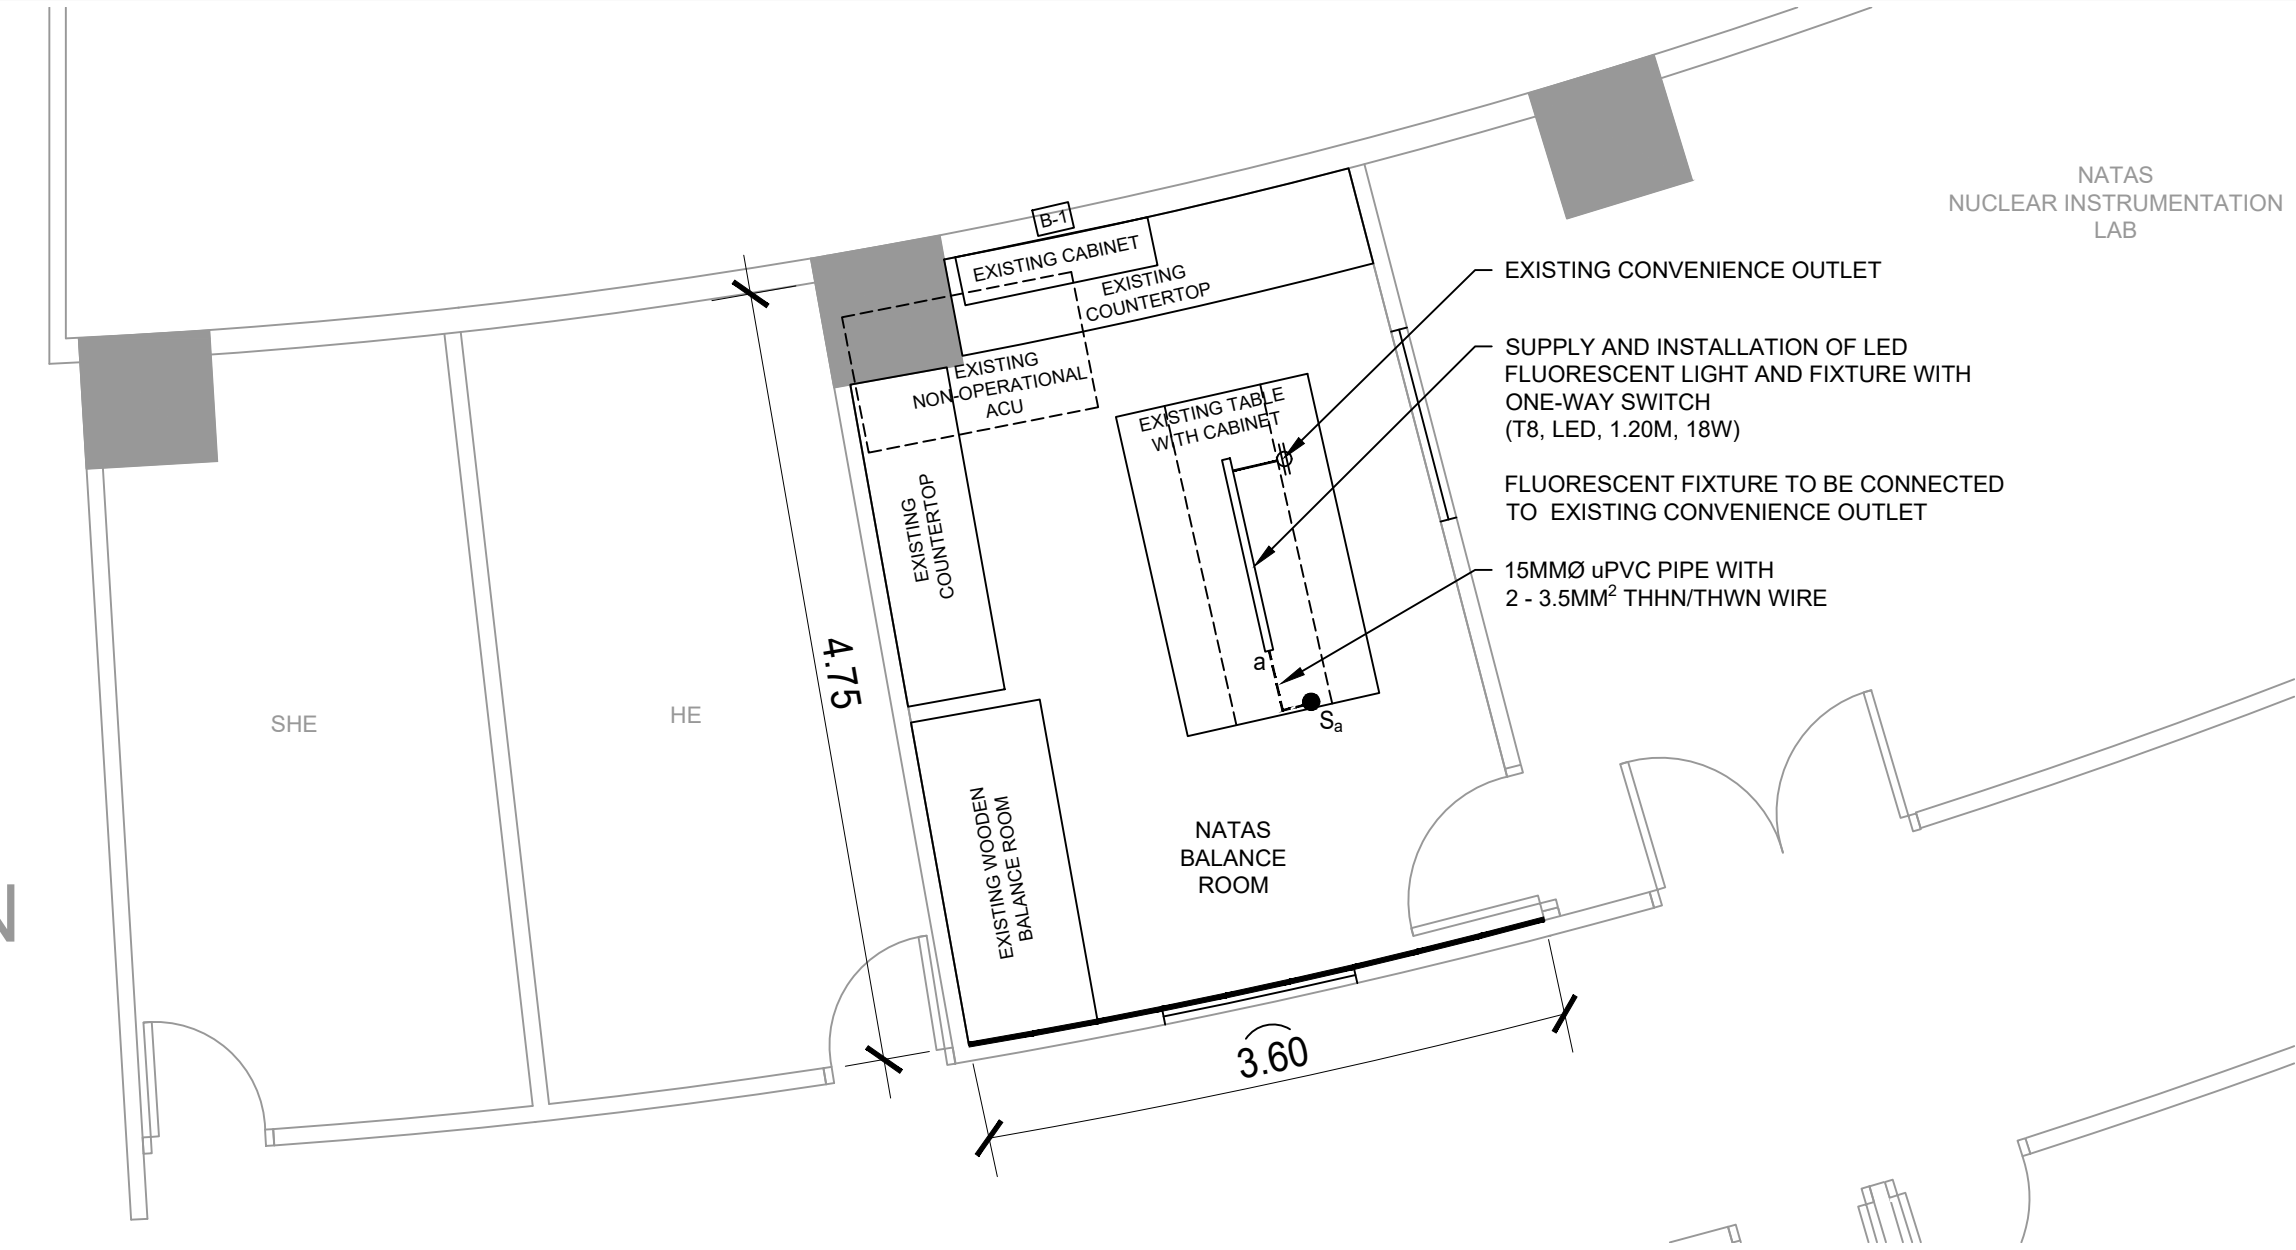 NATAS
NUCLEAR INSTRUMENTATION
LAB
B-1
EXISTING CABINET
EXISTING
COUNTERTOP
EXISTING CONVENIENCE OUTLET
SUPPLY AND INSTALLATION OF LED
FLUORESCENT LIGHT AND FIXTURE WITH
ONE-WAY SWITCH
(T8, LED, 1.20M, 18W)
FLUORESCENT FIXTURE TO BE CONNECTED
TO EXISTING CONVENIENCE OUTLET
15MMØ uPVC PIPE WITH
2 - 3.5MM² THHN/THWN WIRE
EXISTING
NON-OPERATIONAL
ACU
EXISTING TABLE
WITH CABINET
EXISTING
COUNTERTOP
4.75
a
Sa
SHE
HE
EXISTING WOODEN
BALANCE ROOM
NATAS
BALANCE
ROOM
N
3.60